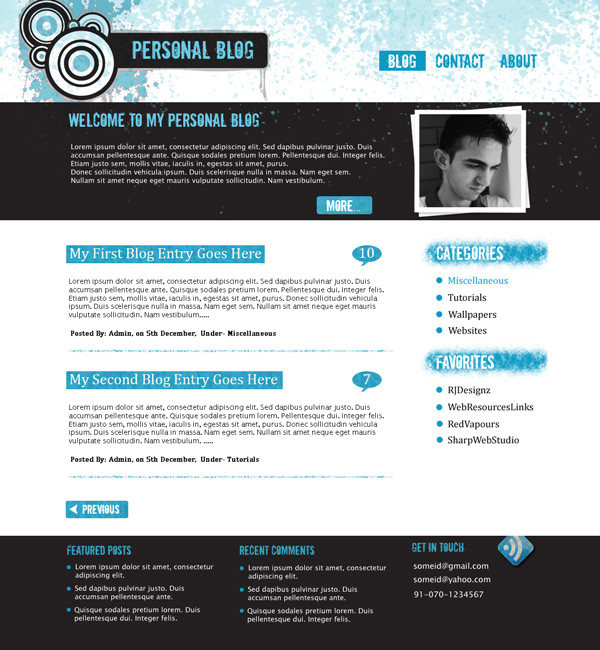 PERSONAL BLOG
BLOG CONTACT ABOUT
WELCOME TO MY PERSONAL BLOG
Lorem ipsum dolor sit amet, consectetur adipiscing elit. Sed dapibus pulvinar justo. Duis
accumsan pellentesque ante. Quisque sodales pretium lorem. Pellentesque id Integer felis.
Etiam justo sem, mollis vitae, iaculis in, egestas sit amet, purus.
Donec sollicitudin vehicula ipsum. Duis scelerisque nulla in massa. Nam eget sem.
Nullam sit amet neque eget magna vulputate sollicitudin. Nam vestibulum.
MORE...
My First Blog Entry Goes Here
10
Lorem ipsum dolor sit amet, consectetur adipiscing elit. Sed dapibus pulvinar justo. Duis
accumsan pellentesque ante. Quisque sodales pretium lorem. Pellentesque id Integer felis.
Etiam justo sem, mollis vitae, iaculis in, egestas sit amet, purus. Donec sollicitudin vehicula
ipsum. Duis scelerisque nulla in massa. Nam eget sem. Nullam sit amet neque eget magna
vulputate sollicitudin. Nam vestibulum.....
Posted By: Admin, on 5th December, Under- Miscellaneous
My Second Blog Entry Goes Here
7
Lorem ipsum dolor sit amet, consectetur adipiscing elit. Sed dapibus pulvinar justo. Duis
accumsan pellentesque ante. Quisque sodales pretium lorem. Pellentesque id Integer felis.
Etiam justo sem, mollis vitae, iaculis in, egestas sit amet, purus. Donec sollicitudin vehicula
ipsum. Duis scelerisque nulla in massa. Nam eget sem. Nullam sit amet neque eget magna
vulputate sollicitudin. Nam vestibulum. .....
Posted By: Admin, on 5th December, Under- Tutorials
PREVIOUS
CATEGORIES
Miscellaneous
Tutorials
Wallpapers
Websites
FAVORITES
RJDesignz
WebResourcesLinks
RedVapours
SharpWebStudio
FEATURED POSTS
Lorem ipsum dolor sit amet, consectetur
adipiscing elit.
Sed dapibus pulvinar justo. Duis
accumsan pellentesque ante.
Quisque sodales pretium lorem.
Pellentesque id Integer felis.
RECENT COMMENTS
Lorem ipsum dolor sit amet, consectetur
adipiscing elit.
Sed dapibus pulvinar justo. Duis
accumsan pellentesque ante.
Quisque sodales pretium lorem.
Pellentesque id Integer felis.
GET IN TOUCH
someid@gmail.com
someid@yahoo.com
91-070-1234567